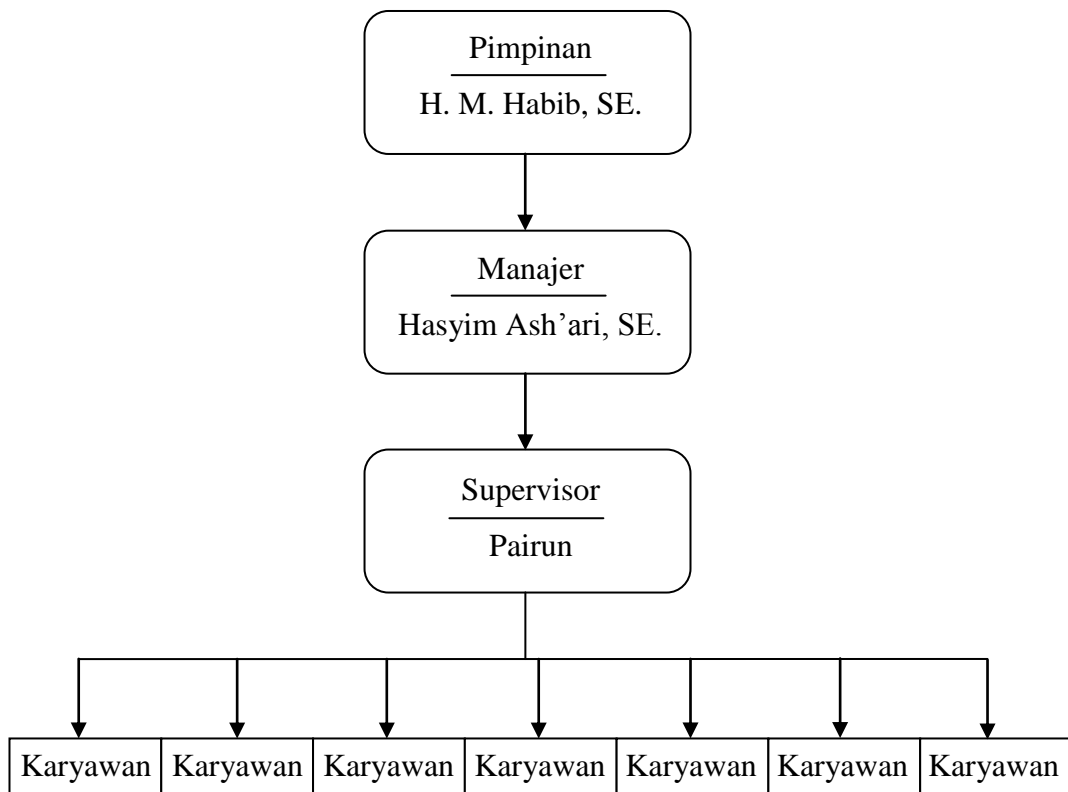 Pimpinan
H. M. Habib, SE.
Manajer
Hasyim Ash’ari, SE.
Supervisor
Pairun
Karyawan Karyawan Karyawan Karyawan Karyawan Karyawan Karyawan